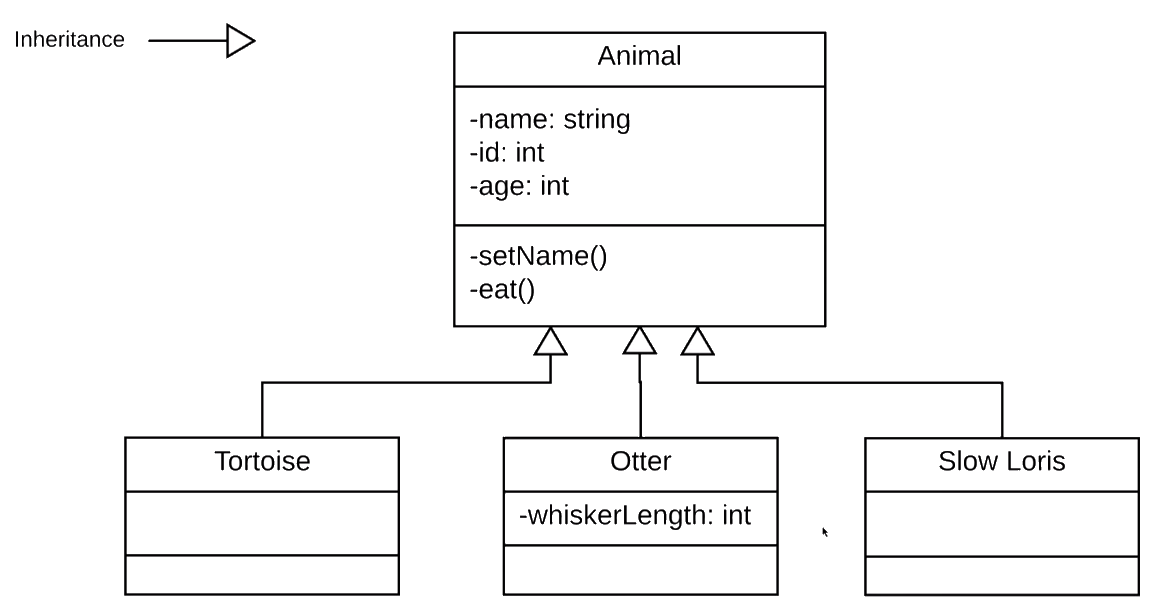 Inheritance
Animal
-name: string
-id: int
-age: int
-setName()
-eat()
Tortoise
Otter
-whiskerLength: int
Slow Loris